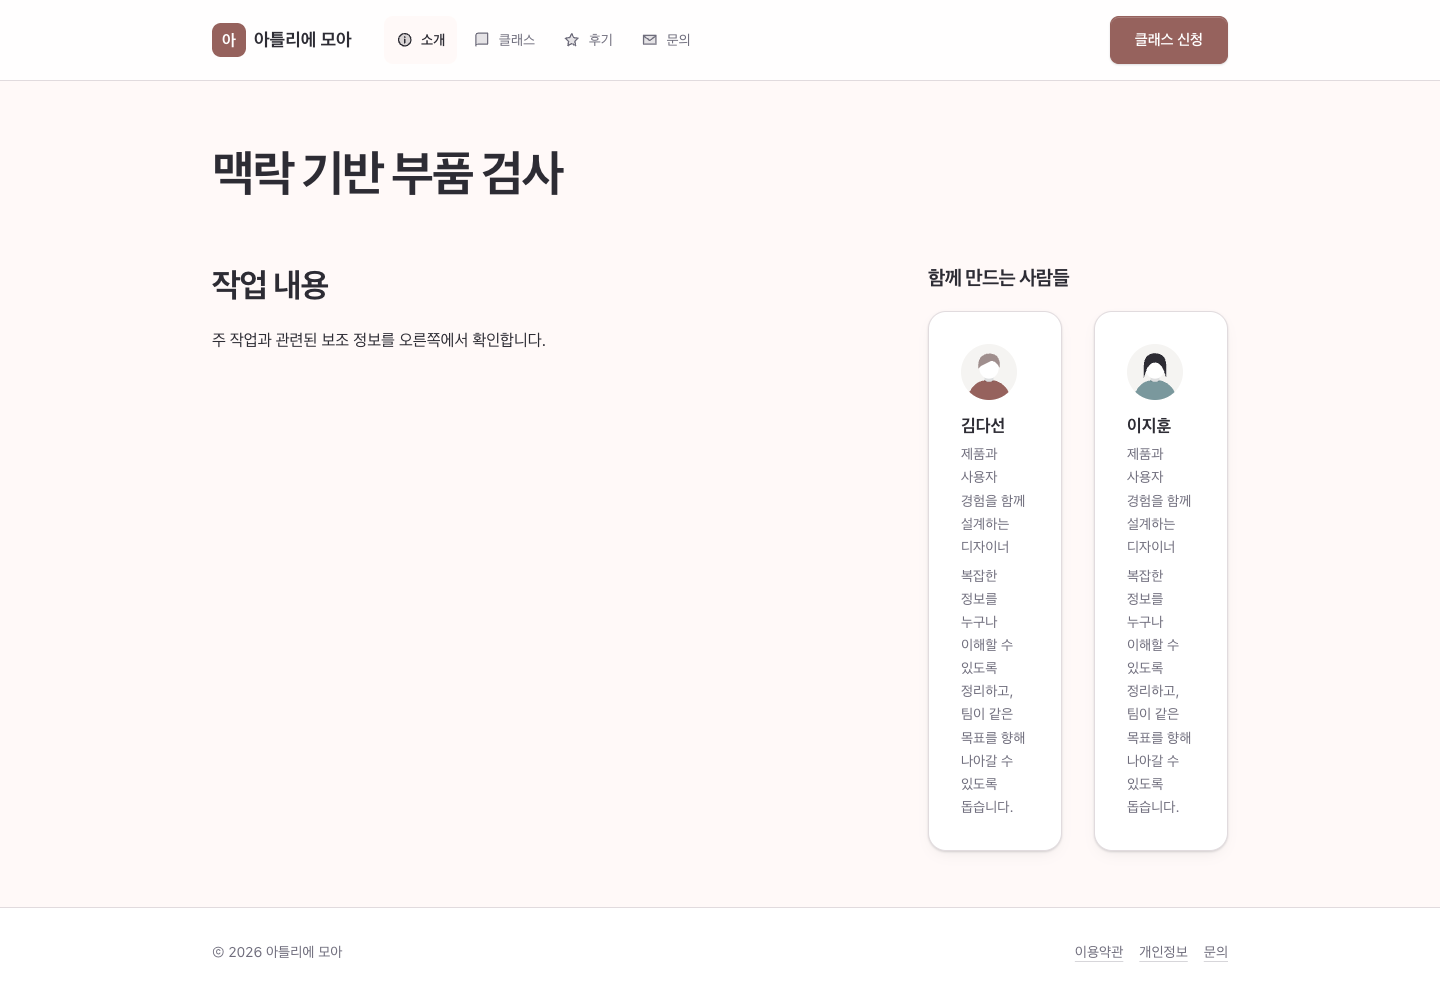 아 아틀리에 모아
소개
클래스
후기
문의
클래스 신청
맥락 기반 부품 검사
작업 내용
주 작업과 관련된 보조 정보를 오른쪽에서 확인합니다.
함께 만드는 사람들
김다선
제품과
사용자
경험을 함께
설계하는
디자이너
복잡한
정보를
누구나
이해할 수
있도록
정리하고,
팀이 같은
목표를 향해
나아갈 수
있도록
돕습니다.
이지훈
제품과
사용자
경험을 함께
설계하는
디자이너
복잡한
정보를
누구나
이해할 수
있도록
정리하고,
팀이 같은
목표를 향해
나아갈 수
있도록
돕습니다.
© 2026 아틀리에 모아
이용약관
개인정보
문의